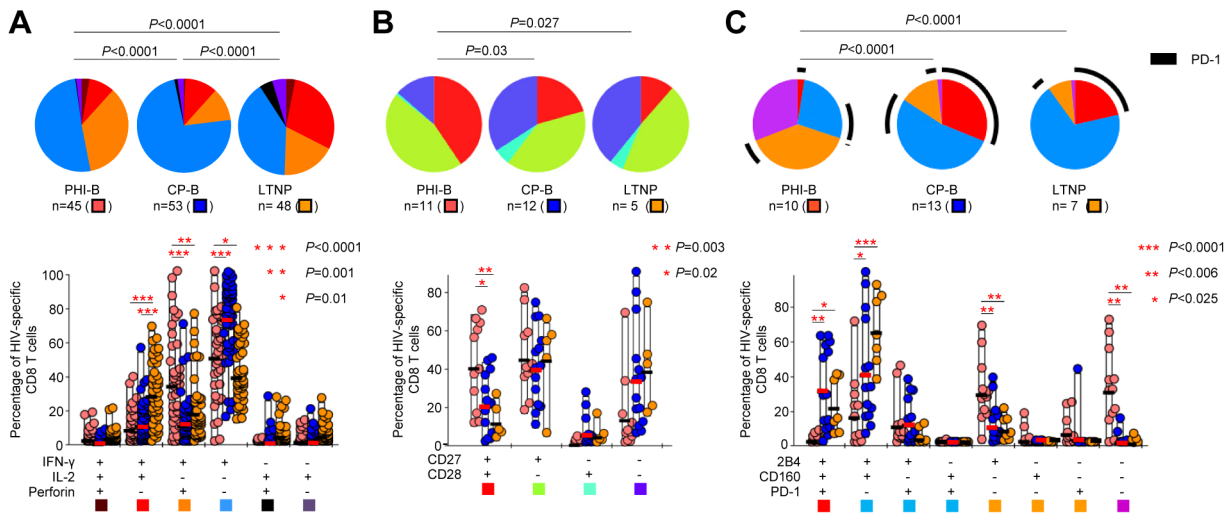 A
P<0.0001
P<0.0001 P<0.0001
PHI-B CP-B LTNP
n=45 ( ) n=53 ( ) n= 48 ( )
B
P=0.027
P=0.03
PHI-B CP-B LTNP
n=11 ( ) n=12 ( ) n= 5 ( )
C
P<0.0001
P<0.0001
PD-1
PHI-B CP-B LTNP
n=10 ( ) n=13 ( ) n= 7 ( )
Percentage of HIV-specific
CD8 T cells
100
80
60
40
20
0
*** ** *** *** * ***
*** P<0.0001
** P=0.001
* P=0.01
IFN-γ + + + + - -
IL-2 + + - - - +
Perforin + - + - + -
Percentage of HIV-specific
CD8 T cells
80
60
40
20
0
** *
** P=0.003
* P=0.02
CD27 + + - -
CD28 + - + -
Percentage of HIV-specific
CD8 T cells
100
80
60
40
20
0
* ** *** * ** ** ** **
*** P<0.0001
** P<0.006
* P<0.025
2B4 + + + - + - - -
CD160 + + - + - + - -
PD-1 + - + + - - + -